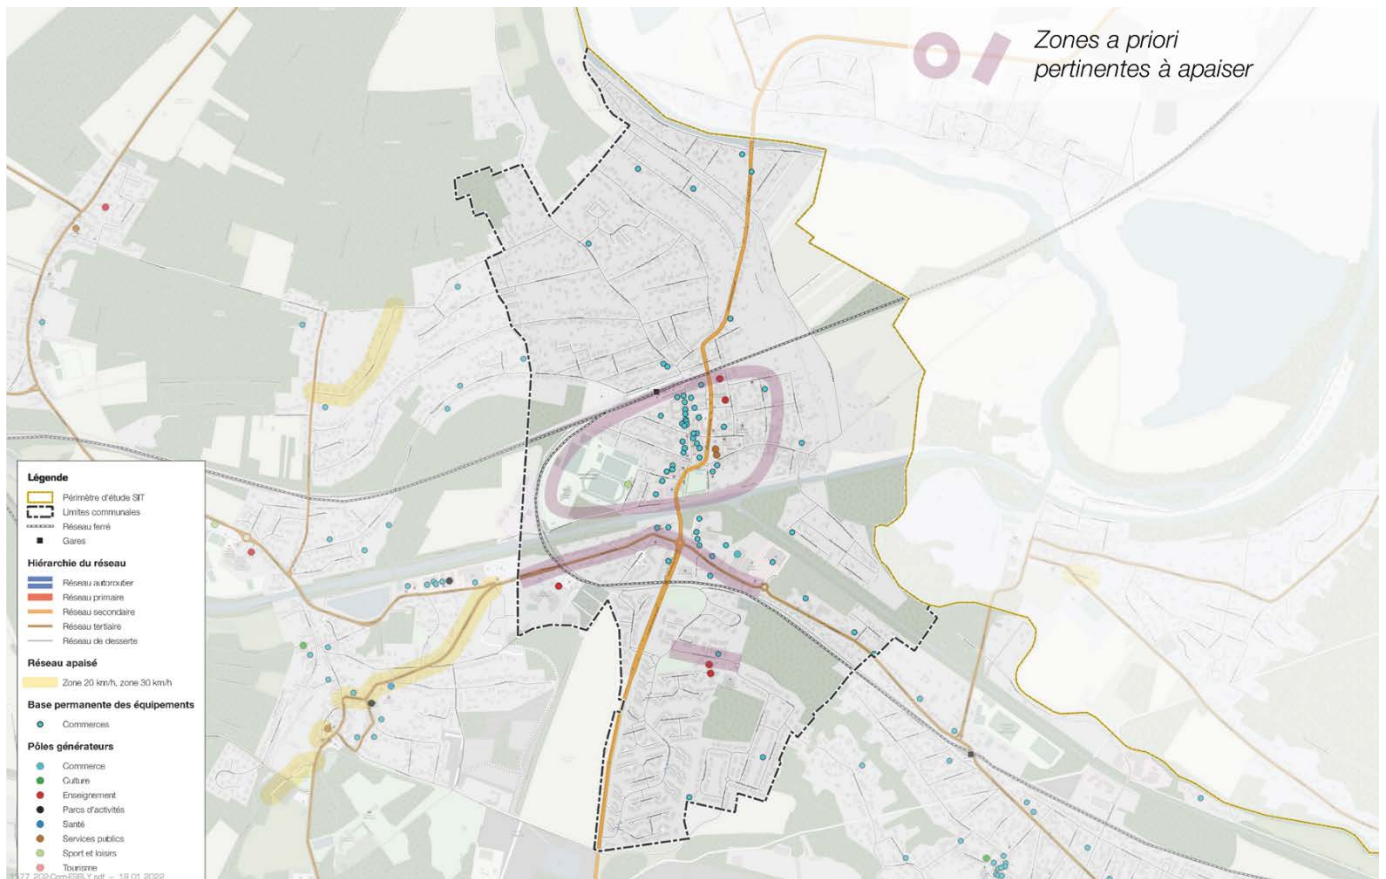 Zones a priori
pertinentes à apaiser
Légende
Périmètre d'étude SIT
Limites communales
Réseau ferré
Gares
Hiérarchie du réseau
Réseau autoroutier
Réseau primaire
Réseau secondaire
Réseau tertiaire
Réseau de desserte
Réseau apaisé
Zone 20 km/h, zone 30 km/h
Base permanente des équipements
Commerces
Pôles générateurs
Commerce
Culture
Enseignement
Parcs d'activités
Santé
Services publics
Sport et loisirs
Tourisme